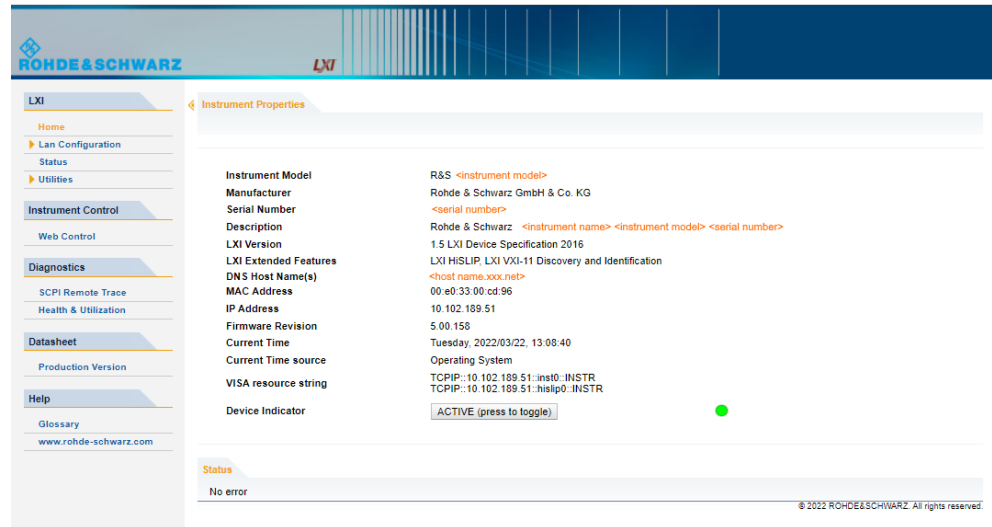 ROHDE&SCHWARZ
LXI
LXI
Home
Lan Configuration
Status
Utilities
Instrument Control
Web Control
Diagnostics
SCPI Remote Trace
Health & Utilization
Datasheet
Production Version
Help
Glossary
www.rohde-schwarz.com
Instrument Properties
Instrument Model R&S <instrument model>
Manufacturer Rohde & Schwarz GmbH & Co. KG
Serial Number <serial number>
Description Rohde & Schwarz <instrument name> <instrument model> <serial number>
LXI Version 1.5 LXI Device Specification 2016
LXI Extended Features LXI HiSLIP, LXI VXI-11 Discovery and Identification
DNS Host Name(s) <host name.xxx.net>
MAC Address 00:e0:33:00:cd:96
IP Address 10.102.189.51
Firmware Revision 5.00.158
Current Time Tuesday, 2022/03/22, 13:08:40
Current Time source Operating System
VISA resource string TCPIP::10.102.189.51::inst0::INSTR
TCPIP::10.102.189.51::hislip0::INSTR
Device Indicator ACTIVE (press to toggle)
Status
No error
© 2022 ROHDE&SCHWARZ. All rights reserved.